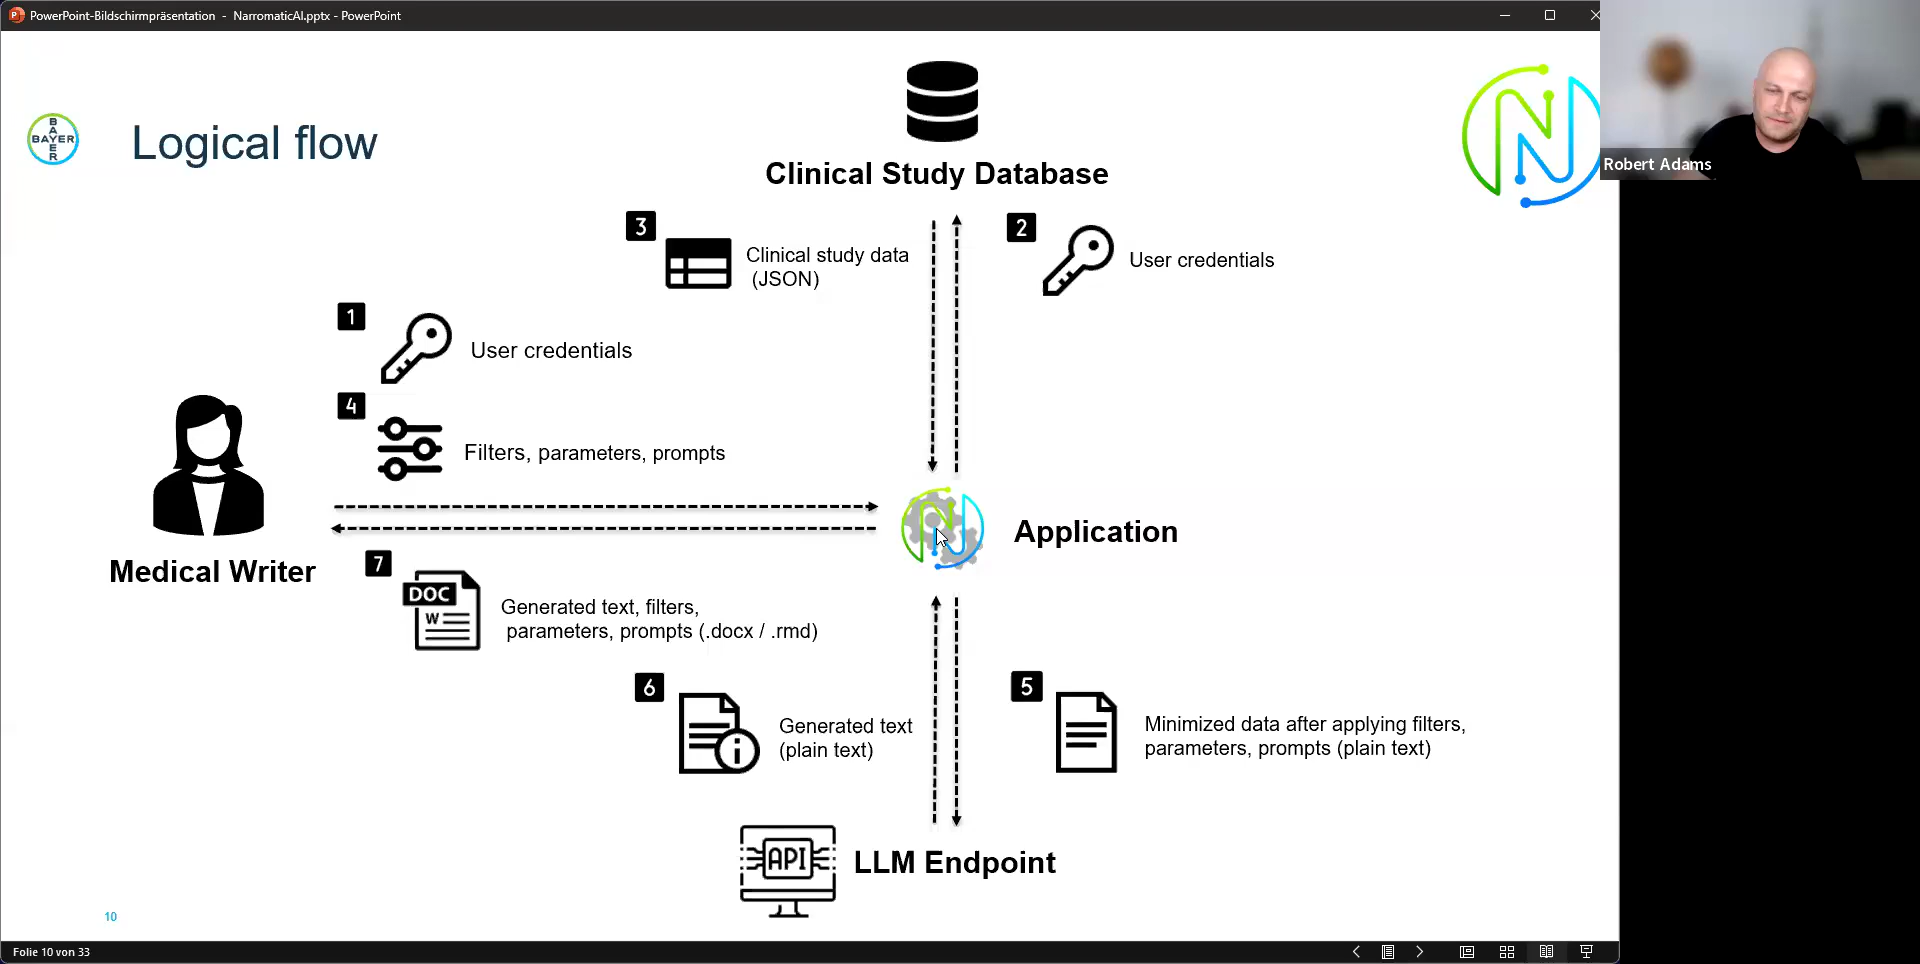 PowerPoint-Bildschirmpräsentation - NarromaticAI.pptx - PowerPoint
BAYER
BAYER
Logical flow
Clinical Study Database
N
Robert Adams
3
Clinical study data
(JSON)
2
User credentials
1
User credentials
4
Filters, parameters, prompts
N
Application
Medical Writer
7
DOC
W
Generated text, filters,
parameters, prompts (.docx / .rmd)
6
Generated text
(plain text)
5
Minimized data after applying filters,
parameters, prompts (plain text)
API
LLM Endpoint
10
Folie 10 von 33